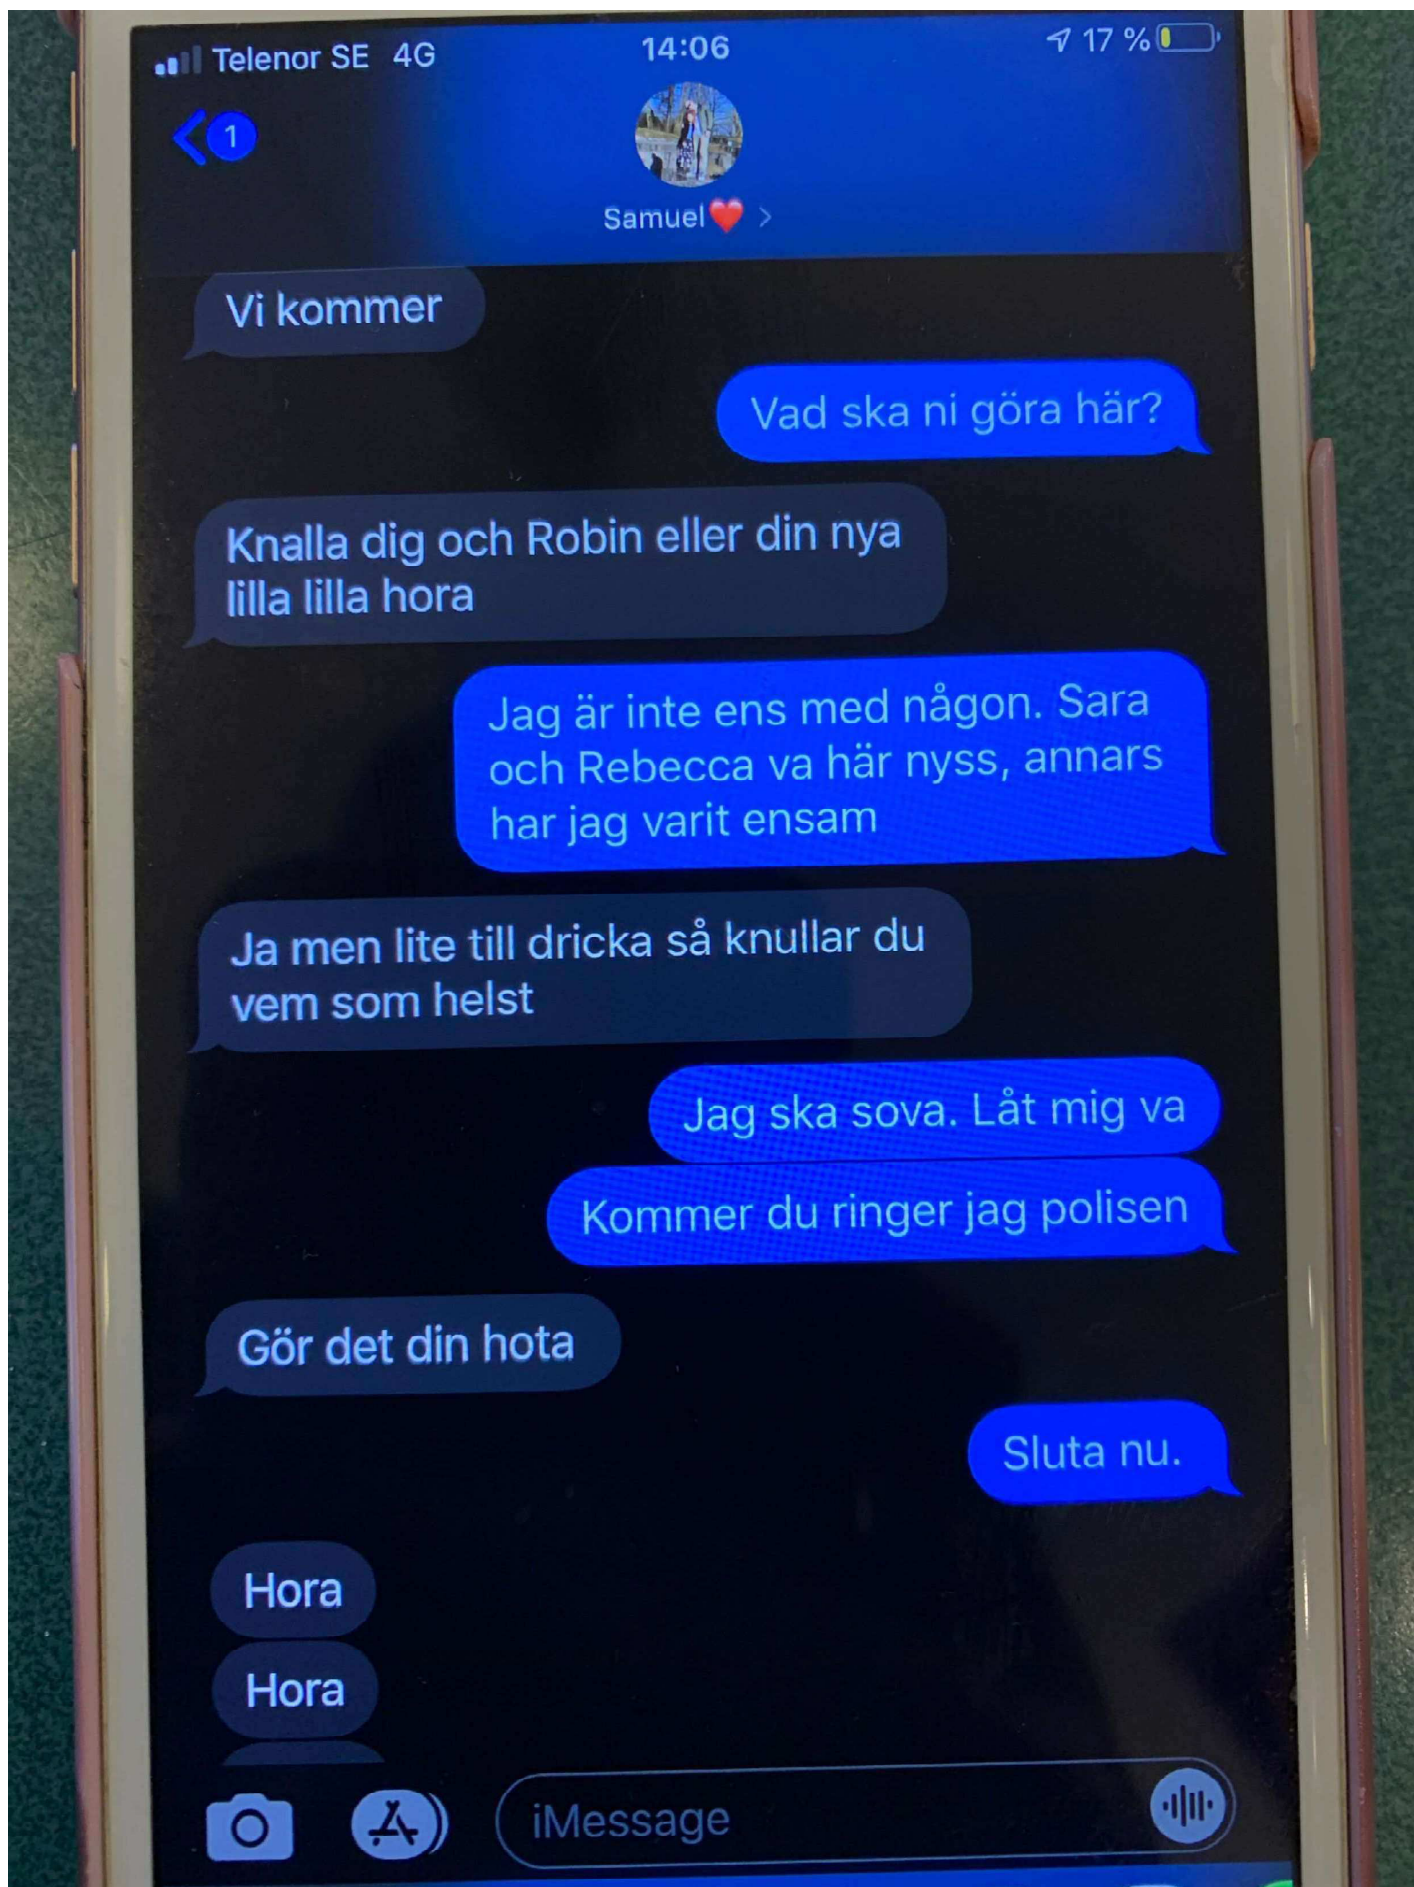 Telenor SE 4G
14:06
17 %
1
Samuel❤️ >
Vi kommer
Vad ska ni göra här?
Knalla dig och Robin eller din nya
lilla lilla hora
Jag är inte ens med någon. Sara
och Rebecca va här nyss, annars
har jag varit ensam
Ja men lite till dricka så knullar du
vem som helst
Jag ska sova. Låt mig va
Kommer du ringer jag polisen
Gör det din hota
Sluta nu.
Hora
Hora
iMessage